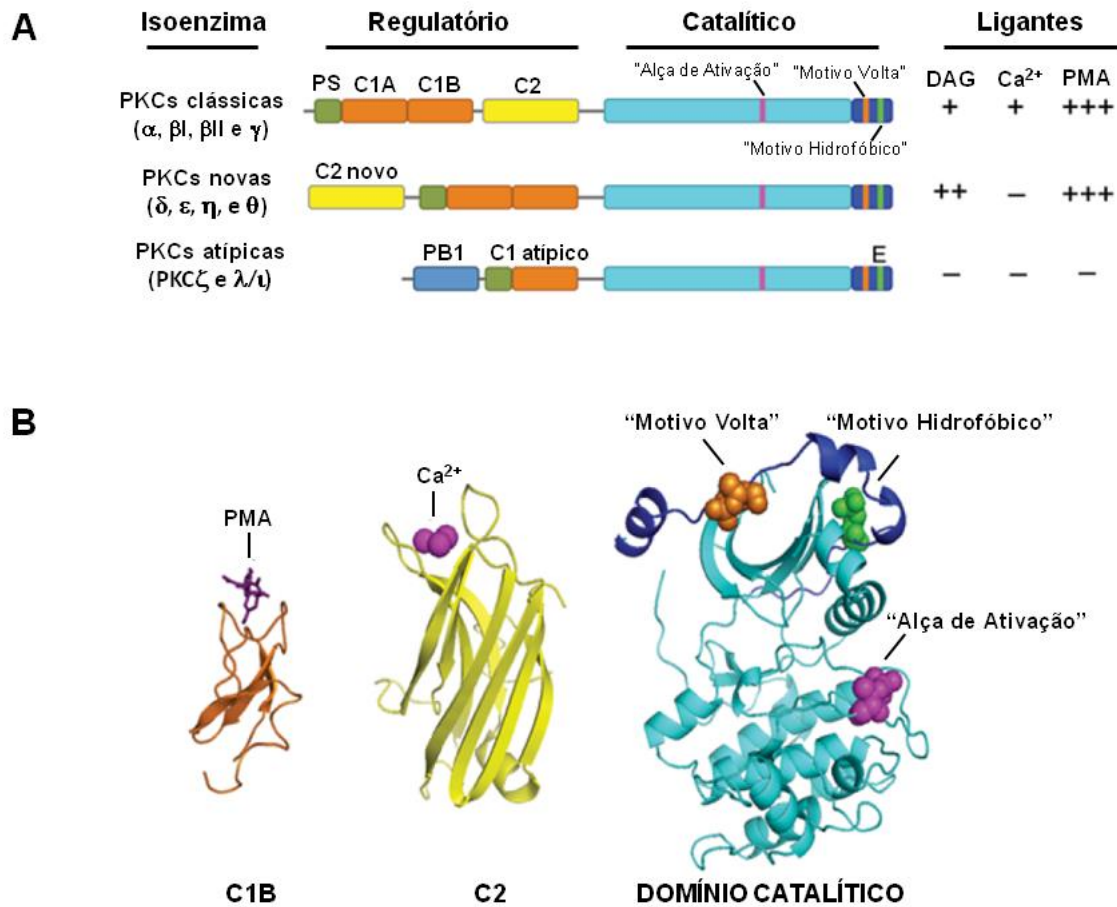 A
Isoenzima Regulatório Catalítico Ligantes
"Alça de Ativação" "Motivo Volta"
PS C1A C1B C2 DAG Ca²⁺ PMA
PKCs clássicas + + +++
(α, βI, βII e γ)
"Motivo Hidrofóbico"
PKCs novas C2 novo ++ – +++
(δ, ε, η, e θ)
PKCs atípicas PB1 C1 atípico E
(PKCζ e λ/ι) – – –
B
"Motivo Volta" "Motivo Hidrofóbico"
Ca²⁺
PMA
"Alça de Ativação"
C1B C2 DOMÍNIO CATALÍTICO